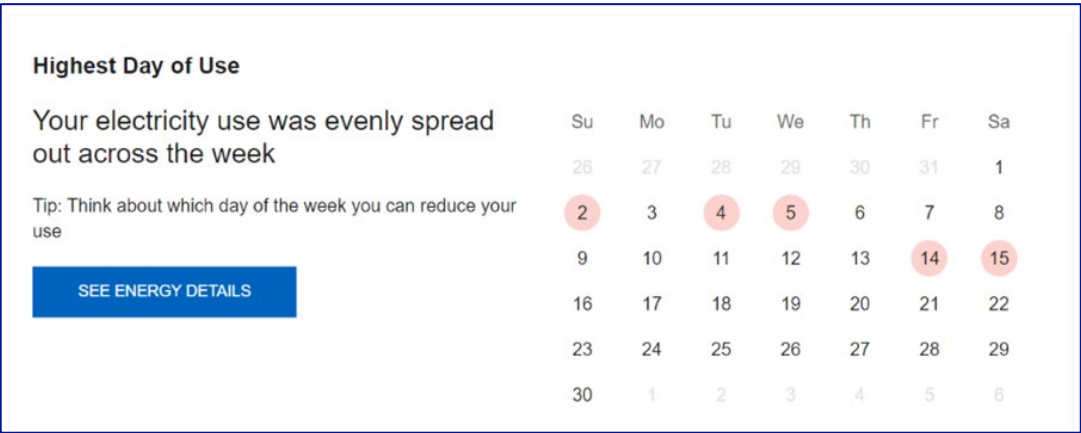 Highest Day of Use
Your electricity use was evenly spread
out across the week
Tip: Think about which day of the week you can reduce your
use
SEE ENERGY DETAILS
Su Mo Tu We Th Fr Sa
26 27 28 29 30 31 1
2 3 4 5 6 7 8
9 10 11 12 13 14 15
16 17 18 19 20 21 22
23 24 25 26 27 28 29
30 1 2 3 4 5 6